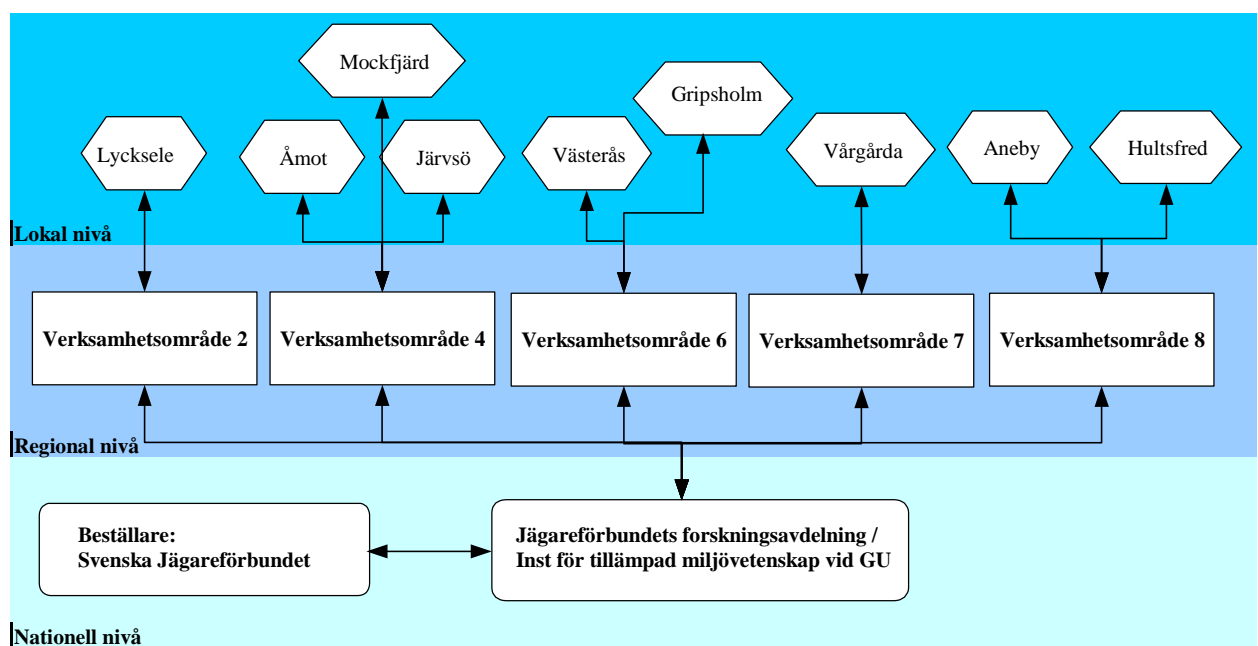 Mockfjärd
Gripsholm
Lycksele
Åmot
Järvsö
Västerås
Vårgårda
Aneby
Hultsfred
Lokal nivå
Verksamhetsområde 2
Verksamhetsområde 4
Verksamhetsområde 6
Verksamhetsområde 7
Verksamhetsområde 8
Regional nivå
Beställare:
Svenska Jägareförbundet
Jägareförbundets forskningsavdelning /
Inst för tillämpad miljövetenskap vid GU
Nationell nivå